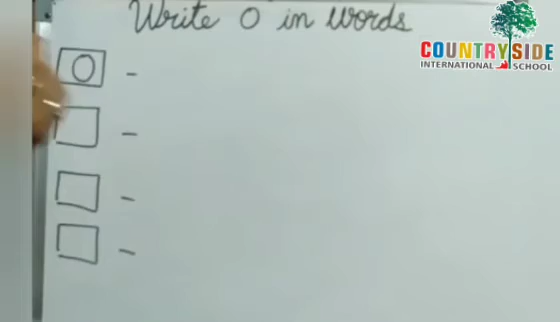 Write 0 in words
COUNTRYSIDE
INTERNATIONAL SCHOOL
0 -
-
-
-